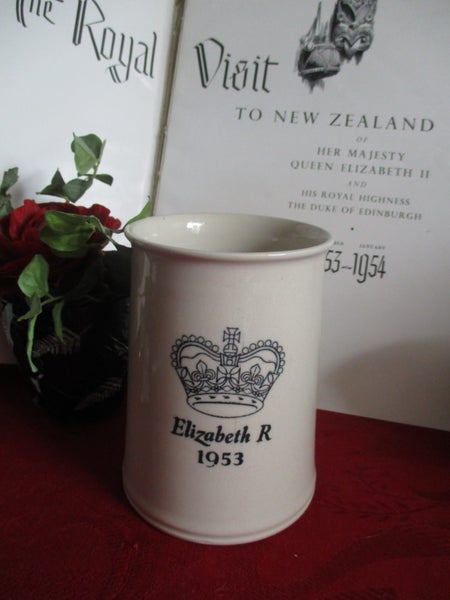 The Royal
Visit
TO NEW ZEALAND
OF
HER MAJESTY
QUEEN ELIZABETH II
AND
HIS ROYAL HIGHNESS
THE DUKE OF EDINBURGH
JANUARY
53-1954
Elizabeth R
1953